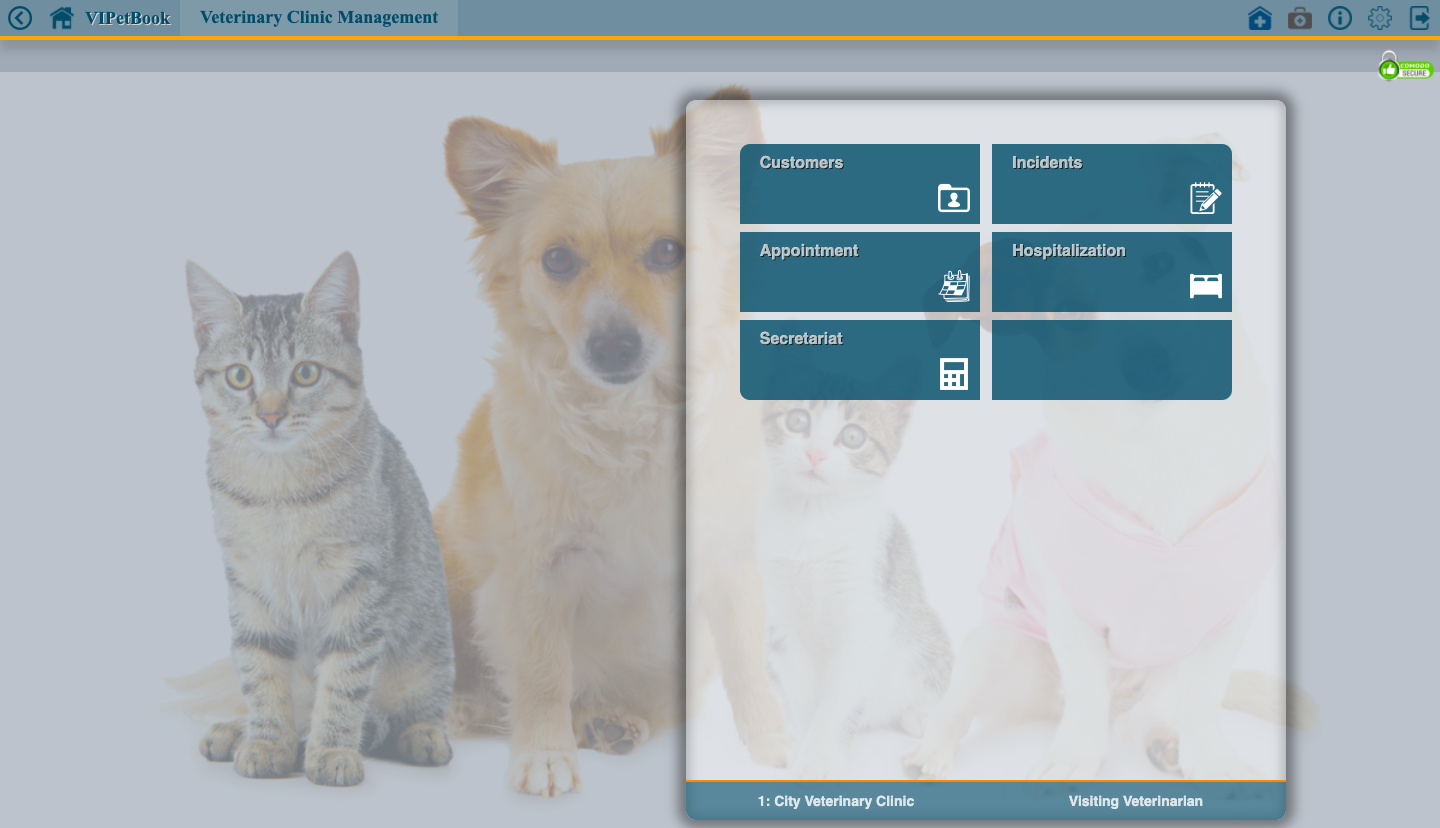 VIPetBook
Veterinary Clinic Management
COMODO
SECURE
Customers
Incidents
Appointment
Hospitalization
Secretariat
1: City Veterinary Clinic
Visiting Veterinarian